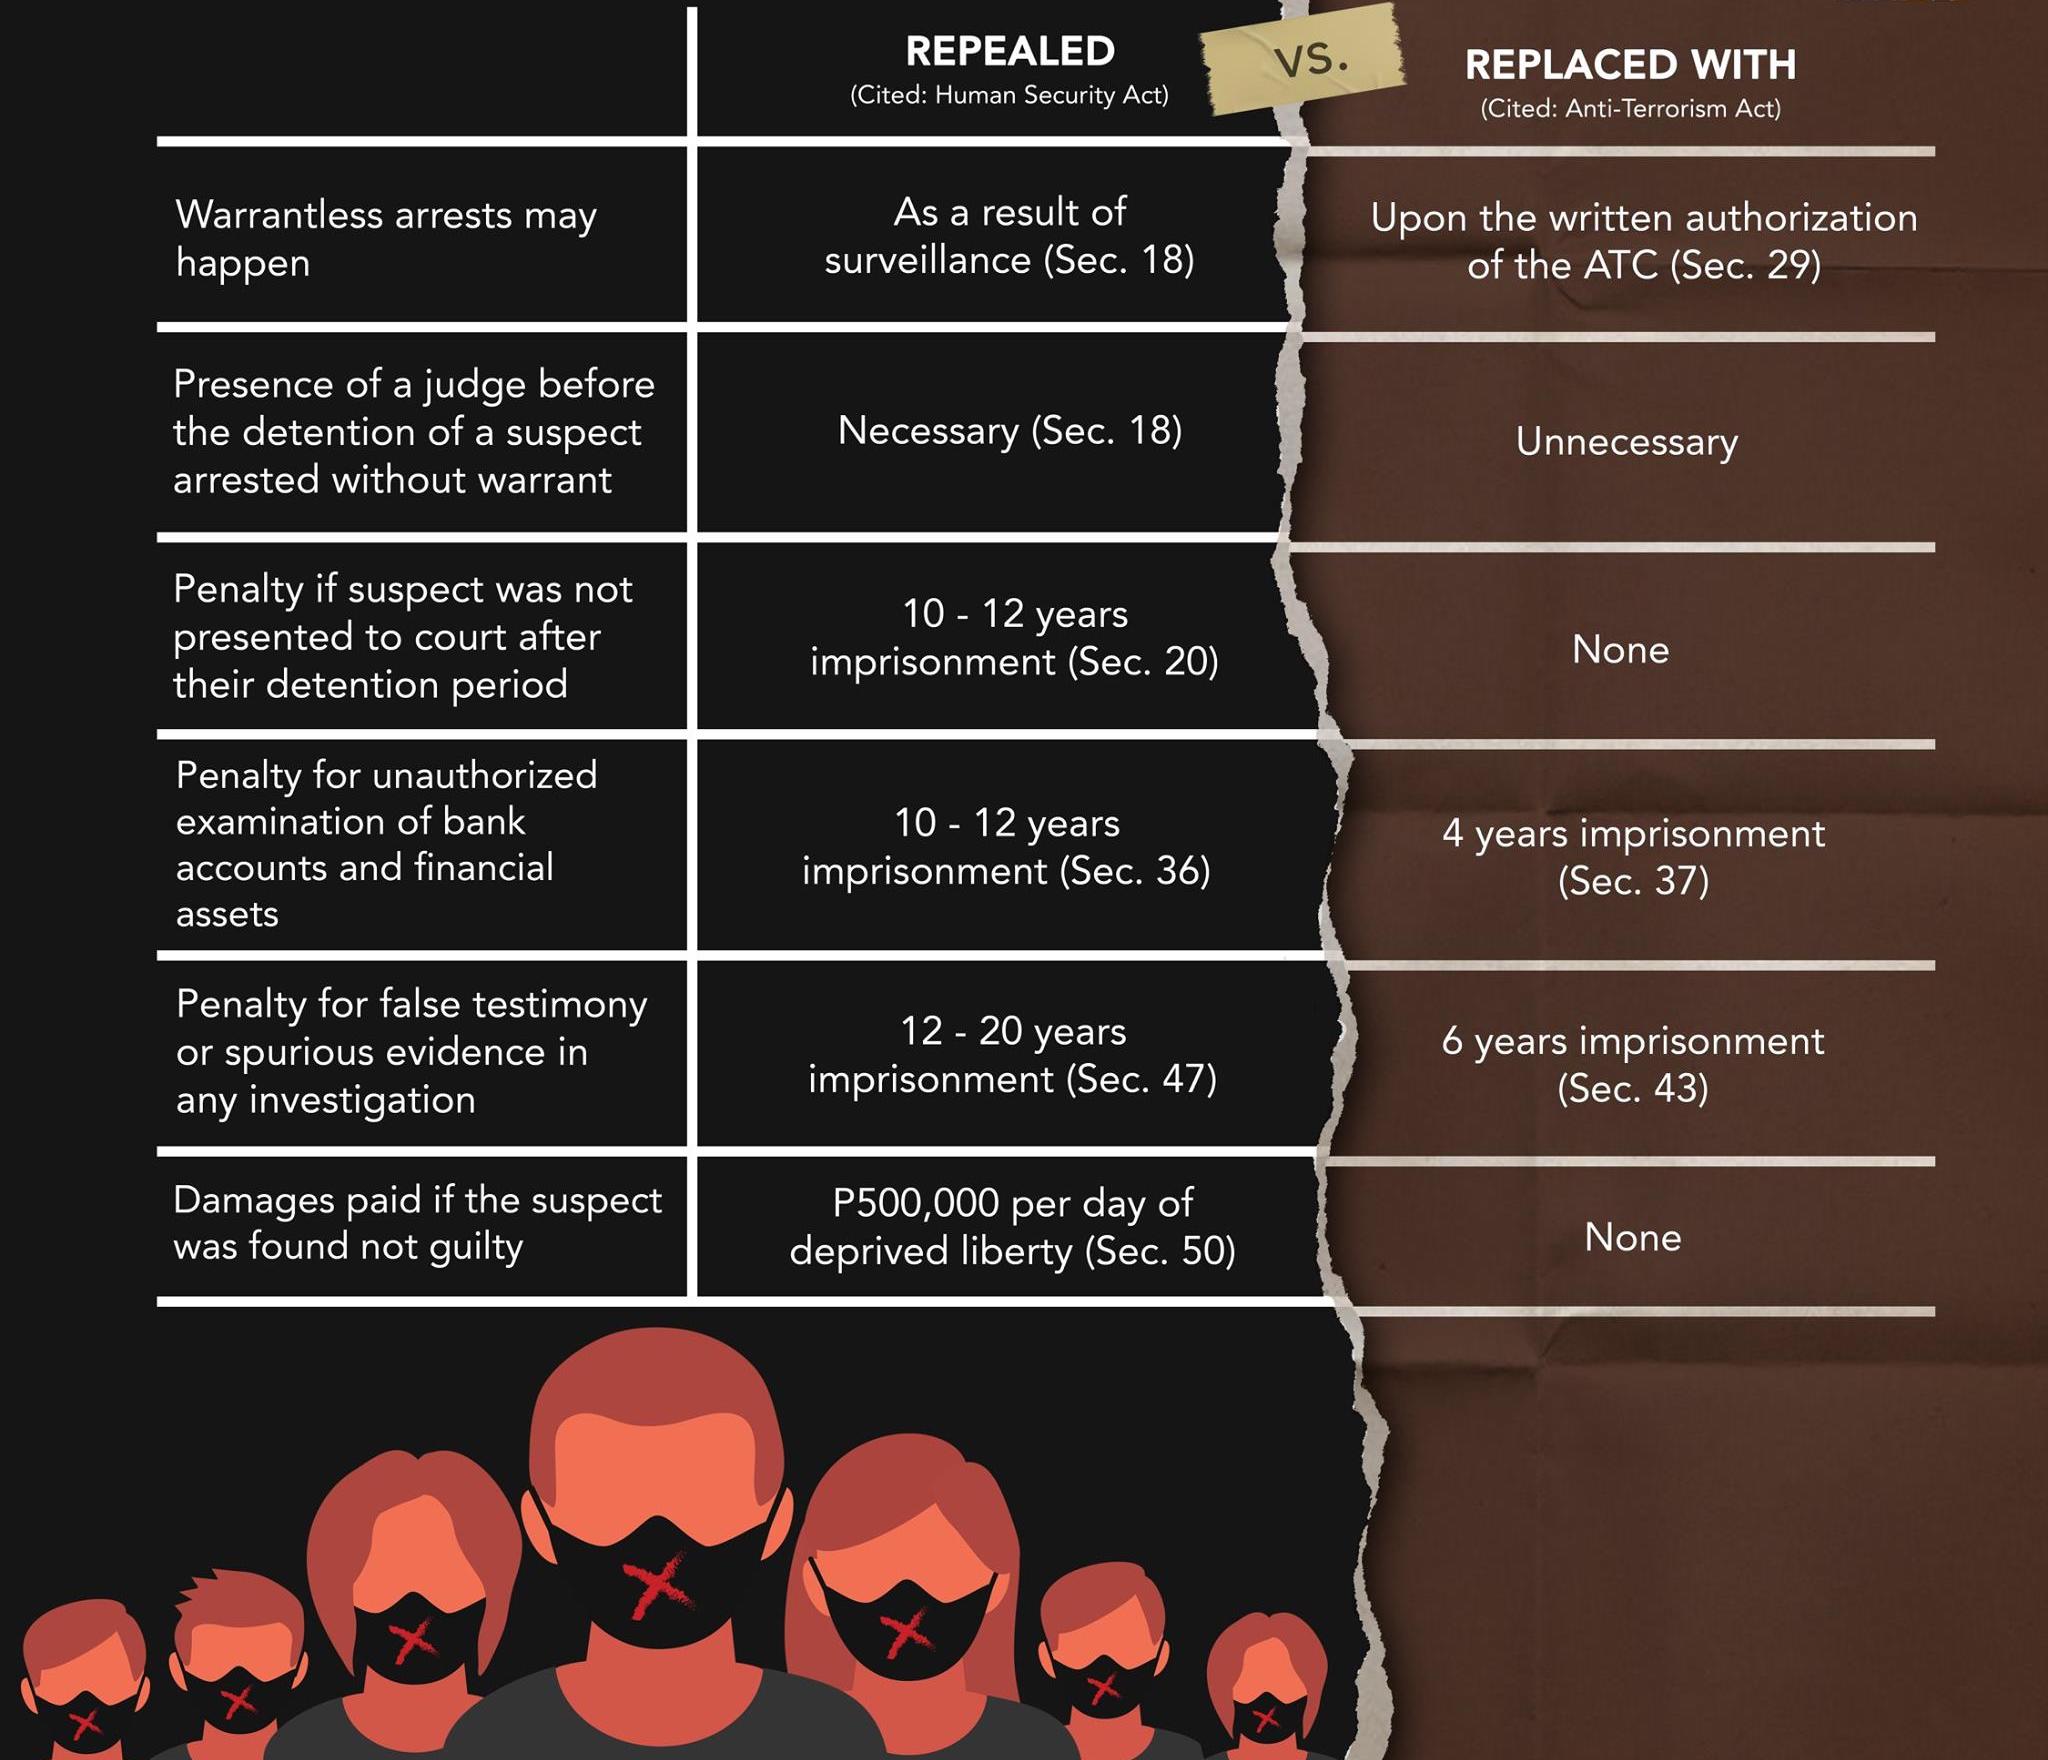 REPEALED
(Cited: Human Security Act)
vs.
REPLACED WITH
(Cited: Anti-Terrorism Act)
Warrantless arrests may
happen
As a result of
surveillance (Sec. 18)
Upon the written authorization
of the ATC (Sec. 29)
Presence of a judge before
the detention of a suspect
arrested without warrant
Necessary (Sec. 18)
Unnecessary
Penalty if suspect was not
presented to court after
their detention period
10 - 12 years
imprisonment (Sec. 20)
None
Penalty for unauthorized
examination of bank
accounts and financial
assets
10 - 12 years
imprisonment (Sec. 36)
4 years imprisonment
(Sec. 37)
Penalty for false testimony
or spurious evidence in
any investigation
12 - 20 years
imprisonment (Sec. 47)
6 years imprisonment
(Sec. 43)
Damages paid if the suspect
was found not guilty
P500,000 per day of
deprived liberty (Sec. 50)
None